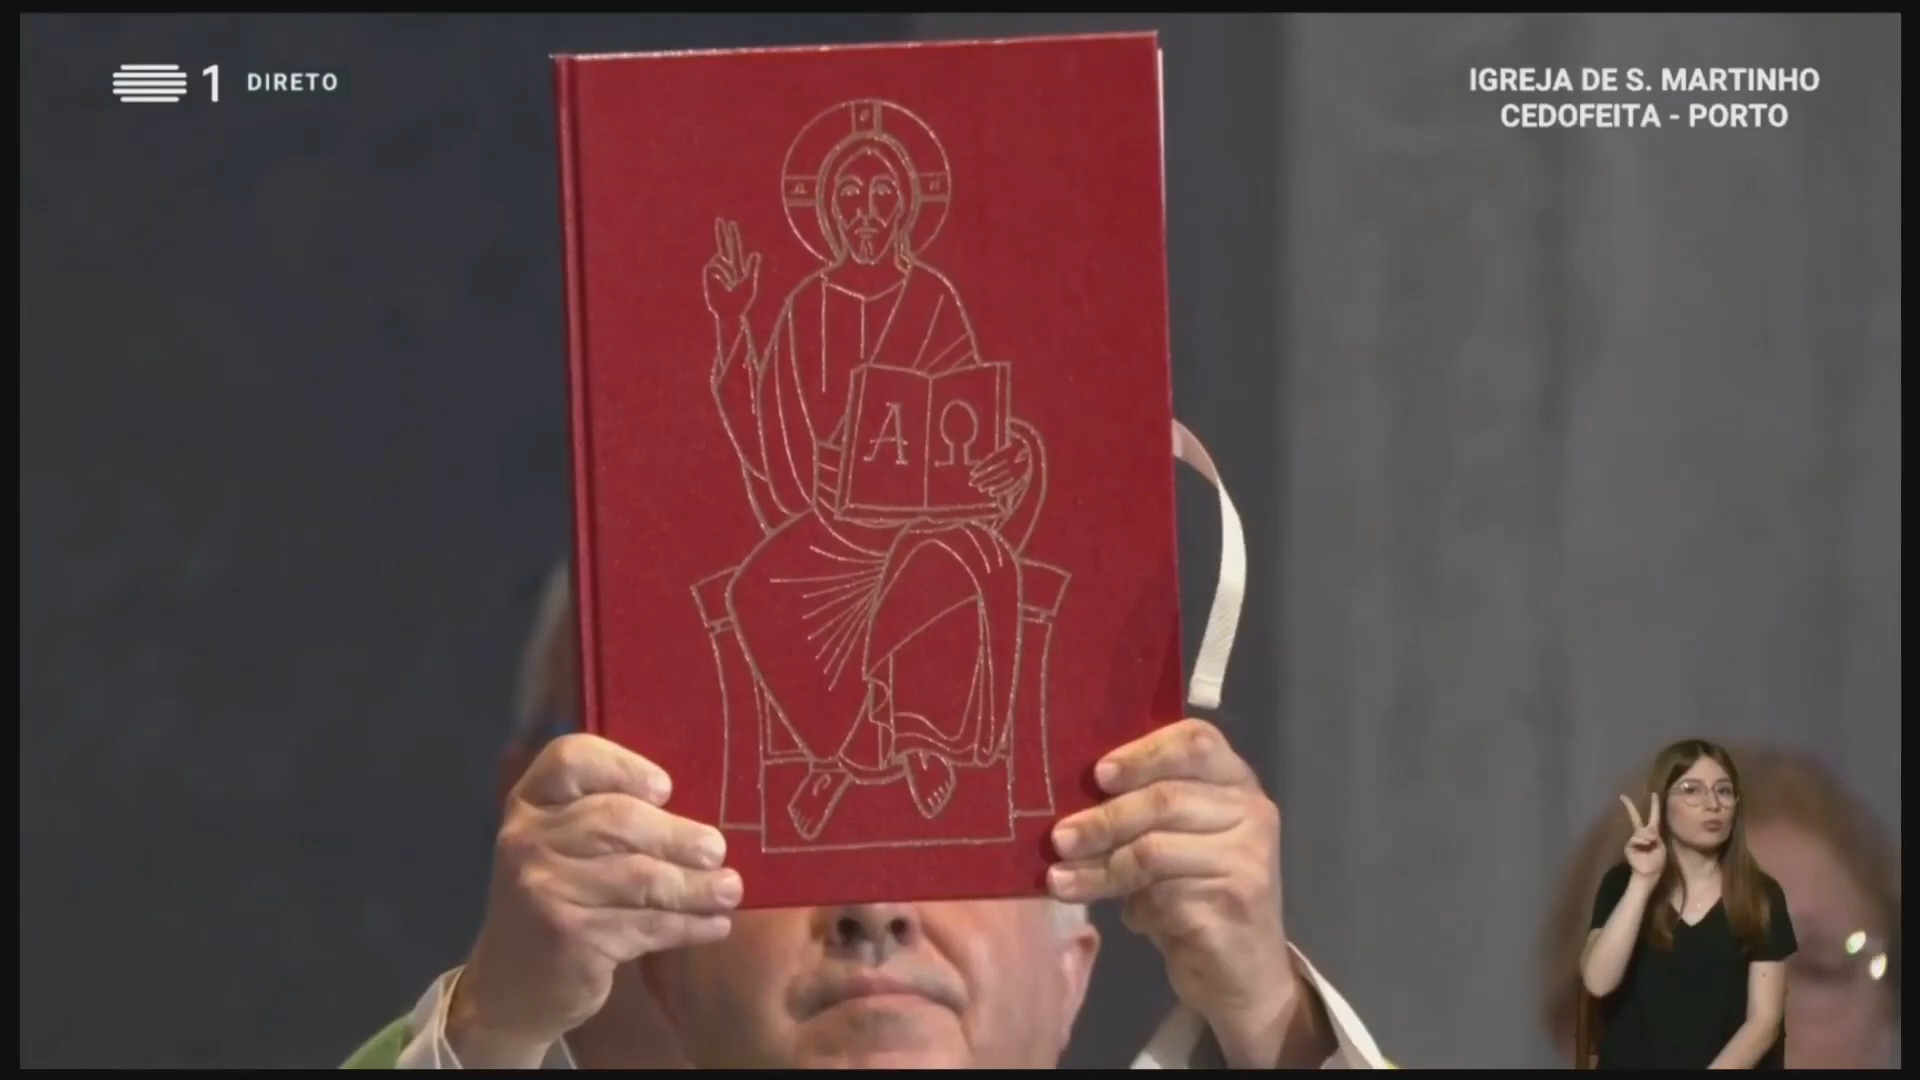 1 DIRETO
IGREJA DE S. MARTINHO
CEDOFEITA - PORTO
Α Ω